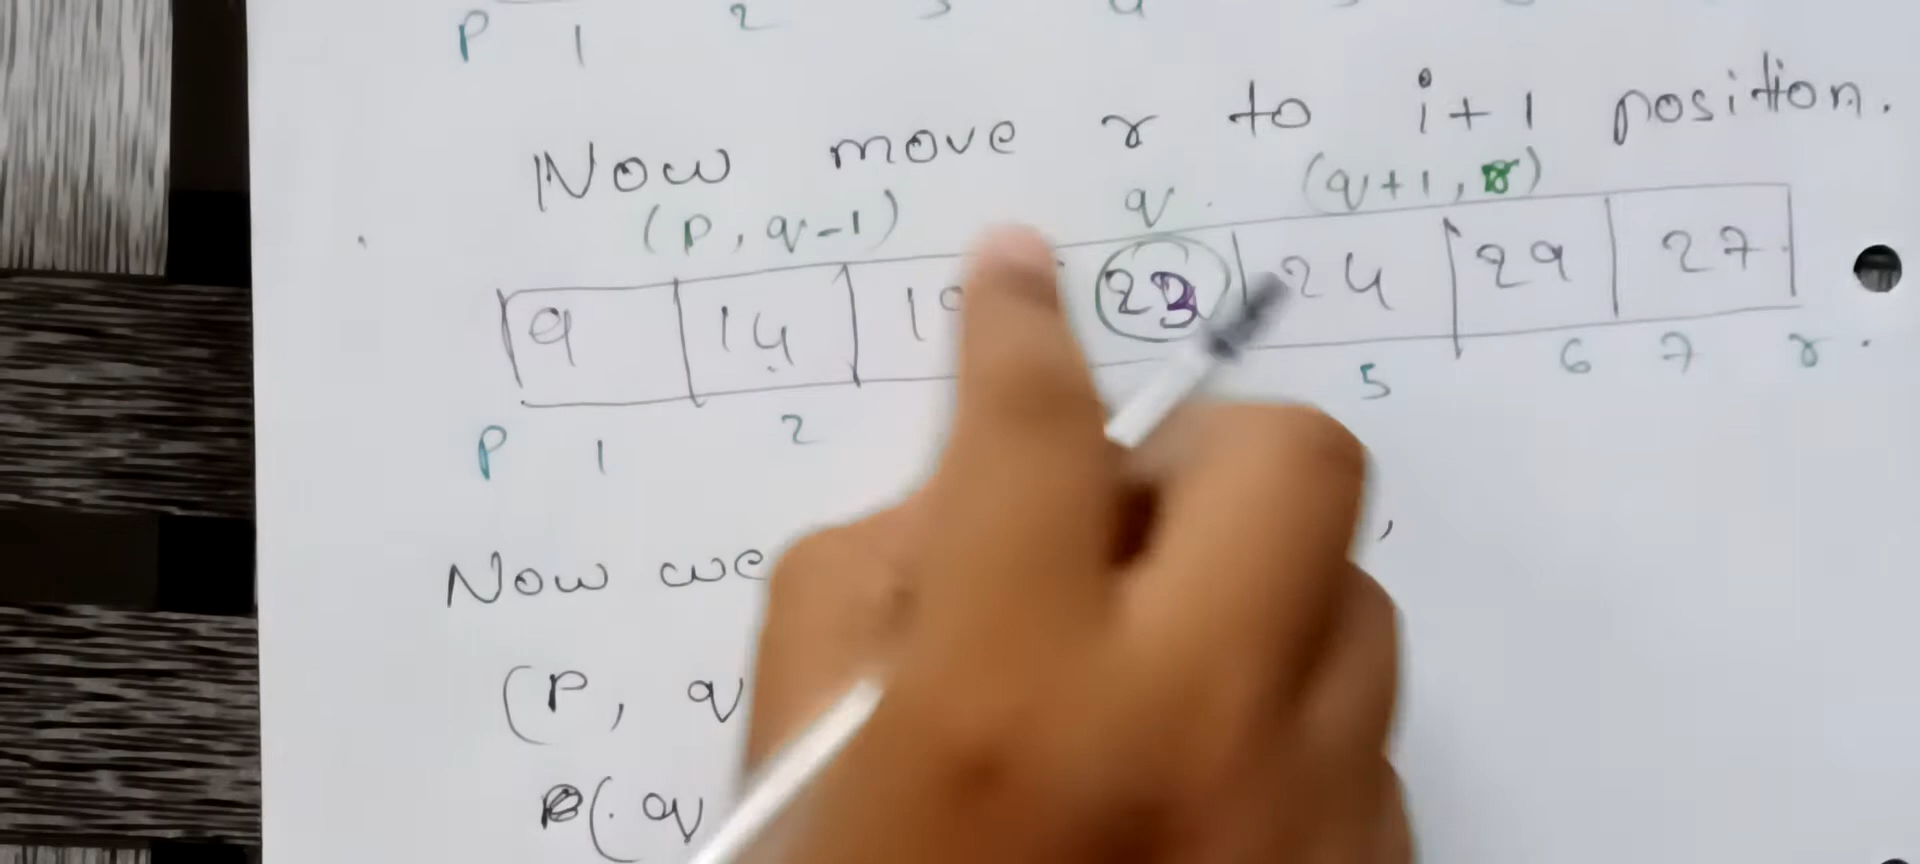 P 1 2
Now move r to i+1 position.
(P, q-1) q. (q+1, r)
9 14 23 24 29 27
P 1 2 5 6 7 r.
Now we ,
(P, q
(. q